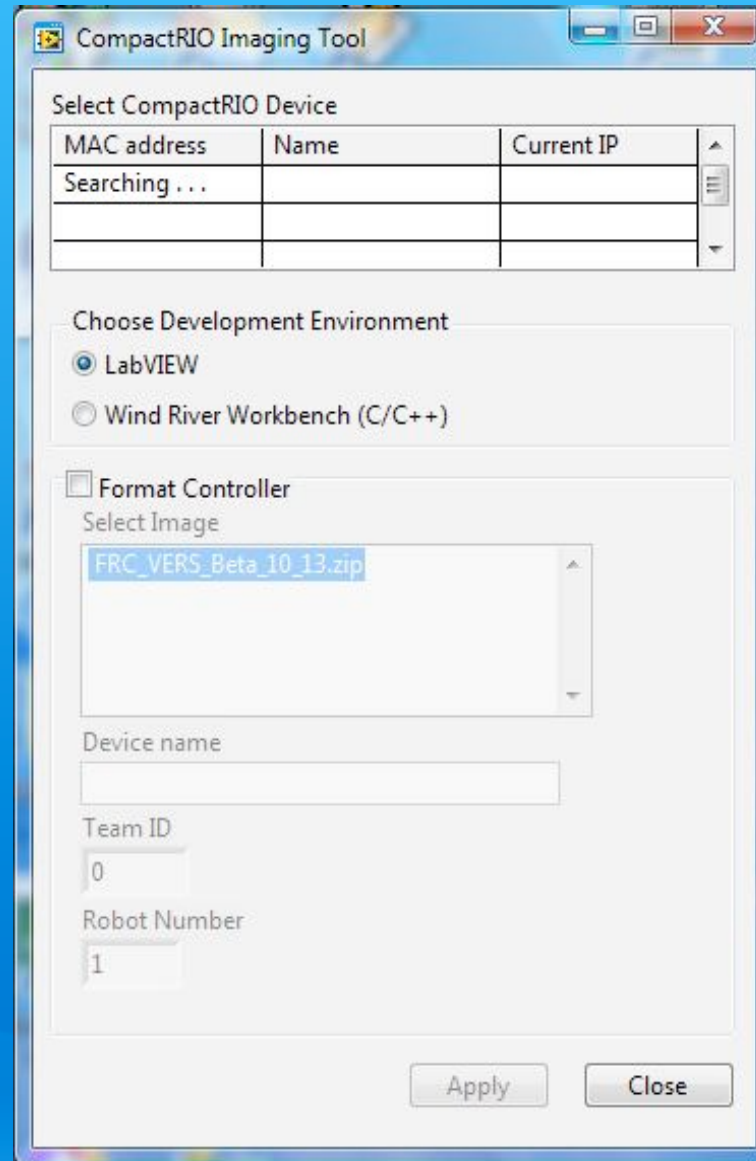 CompactRIO Imaging Tool
Select CompactRIO Device
MAC address Name Current IP
Searching . . .
Choose Development Environment
LabVIEW
Wind River Workbench (C/C++)
Format Controller
Select Image
FRC_VERS_Beta_10_13.zip
Device name
Team ID
0
Robot Number
1
Apply Close